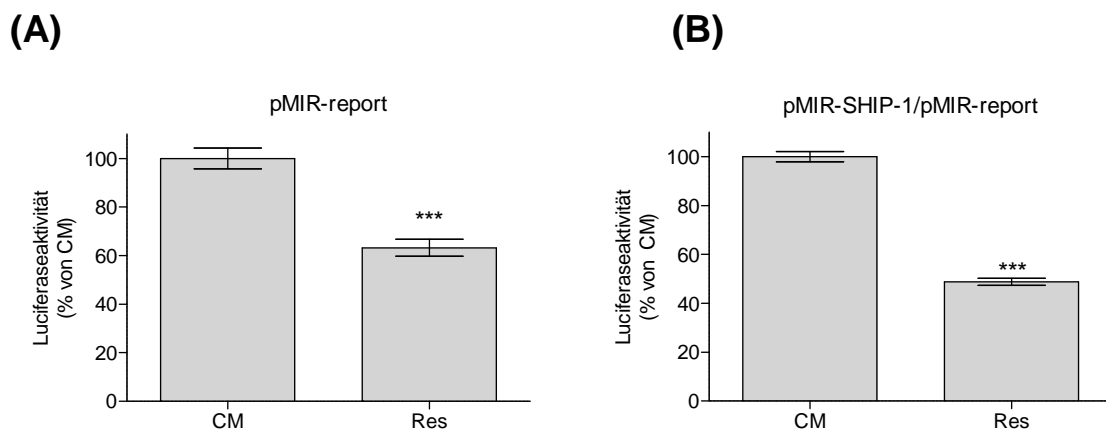 (A)
pMIR-report
Luciferaseaktivität
(% von CM)
100
80
60
40
20
0
***
CM
Res
(B)
pMIR-SHIP-1/pMIR-report
Luciferaseaktivität
(% von CM)
100
80
60
40
20
0
***
CM
Res